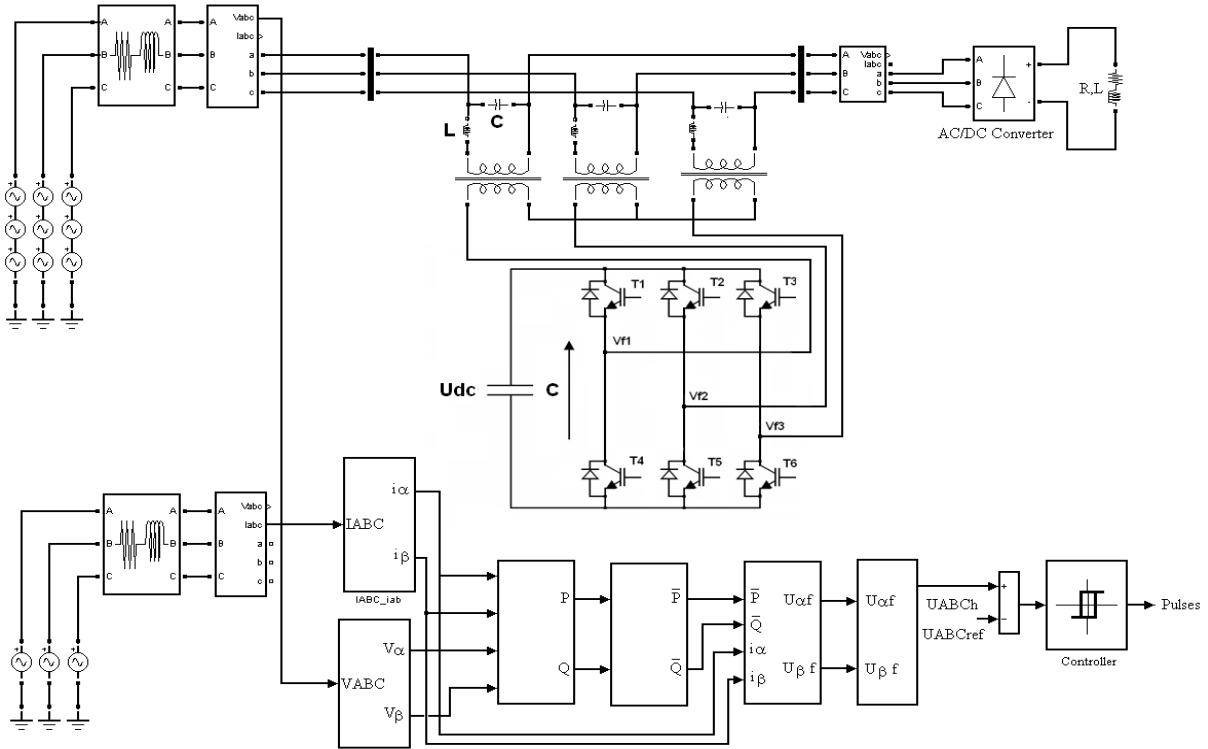 A A A Vabc
Iabc
B B B a
b
C C C c
A Vabc
Iabc
B a
b
C c
A +
B
C -
AC/DC Converter
R,L
L C
+ + +
+ + +
+ + +
T1 T2 T3
Vf1
Udc C
Vf2
Vf3
T4 T5 T6
A A A Vabc
Iabc
B B B a
b
C C C c
+ + +
IABC iα
iβ
IABC_iab
VABC Vα
Vβ
P P̅ P̅ Uαf Uαf
Q̅
iα
Q Q̅ iβ Uβ f Uβ f
UABCh +
UABCref −
Controller
Pulses